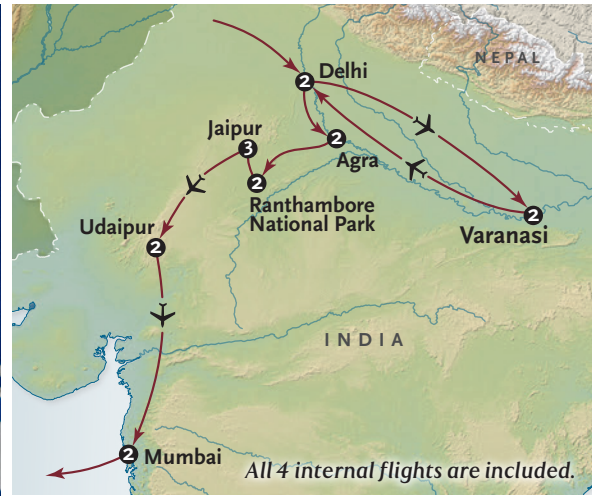 NEPAL
2 Delhi
Jaipur
3
2
Agra
2
Ranthambore
National Park
2
Varanasi
Udaipur
2
INDIA
2 Mumbai
All 4 internal flights are included.